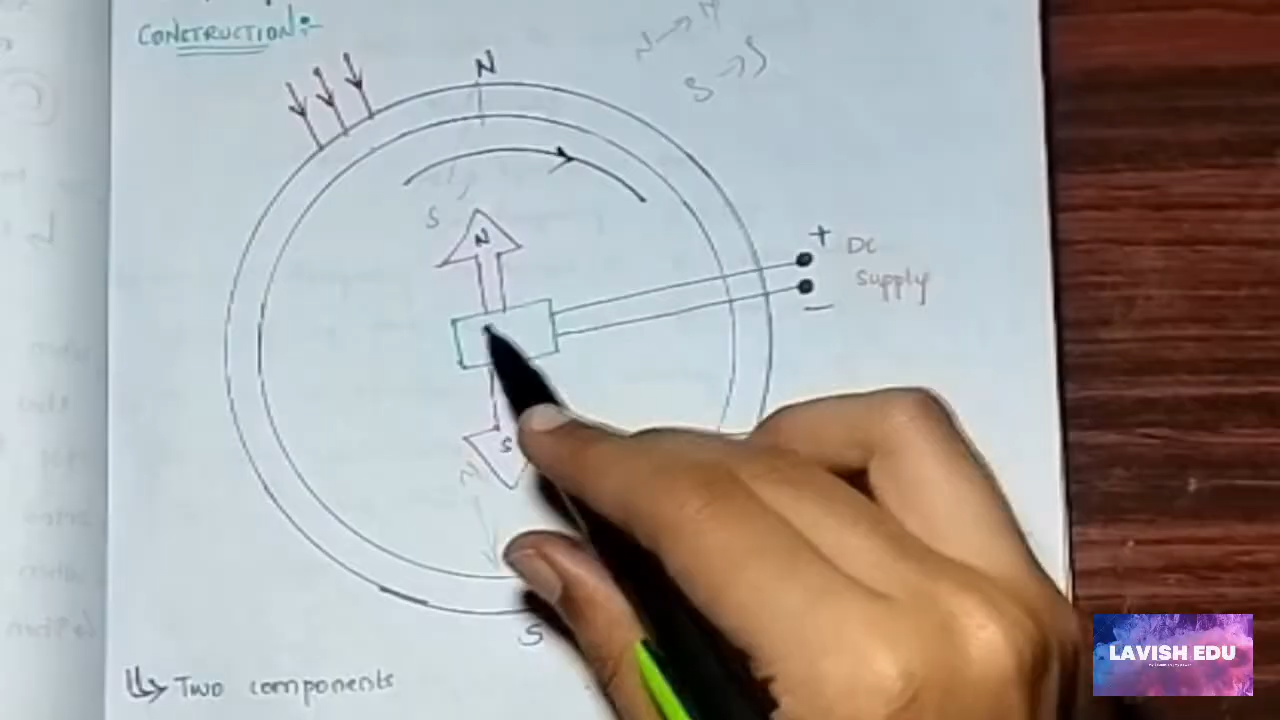 CONSTRUCTION:-
N
N → N
S → S
S
N
+ DC
Supply
-
S
N
S
Two components
LAVISH EDU